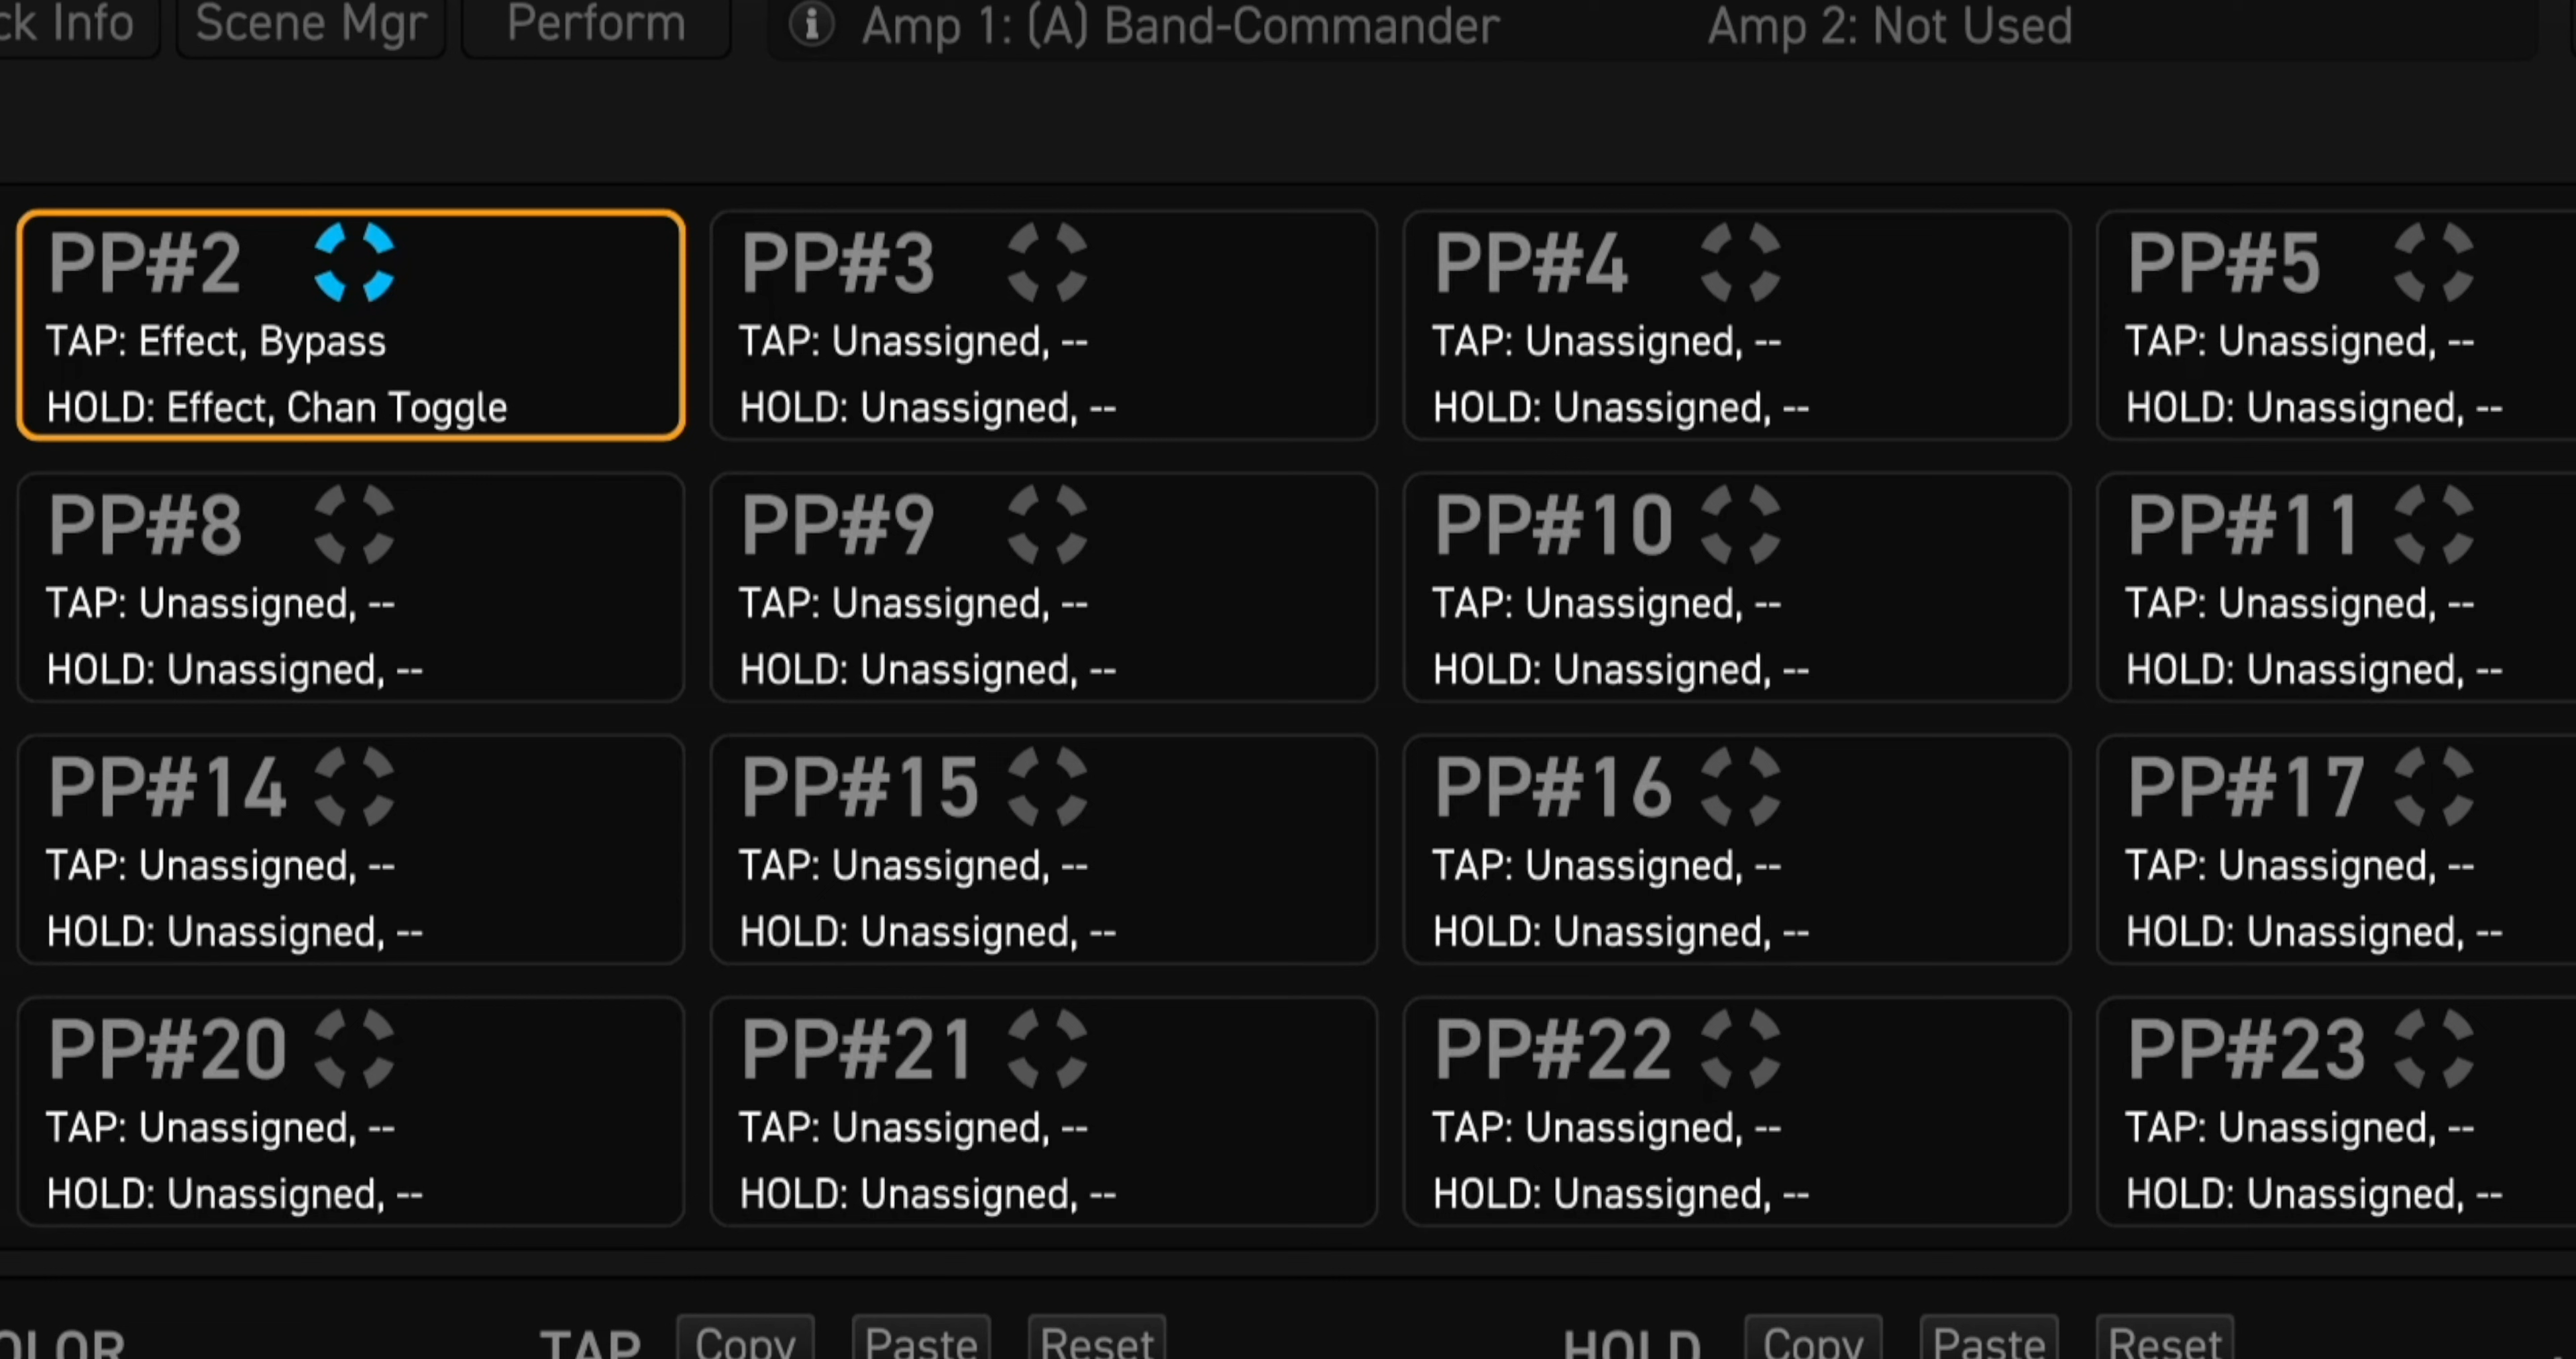 ck Info Scene Mgr Perform Amp 1: (A) Band-Commander Amp 2: Not Used
PP#2 PP#3 PP#4 PP#5
TAP: Effect, Bypass TAP: Unassigned, -- TAP: Unassigned, -- TAP: Unassigned, --
HOLD: Effect, Chan Toggle HOLD: Unassigned, -- HOLD: Unassigned, -- HOLD: Unassigned, --
PP#8 PP#9 PP#10 PP#11
TAP: Unassigned, -- TAP: Unassigned, -- TAP: Unassigned, -- TAP: Unassigned, --
HOLD: Unassigned, -- HOLD: Unassigned, -- HOLD: Unassigned, -- HOLD: Unassigned, --
PP#14 PP#15 PP#16 PP#17
TAP: Unassigned, -- TAP: Unassigned, -- TAP: Unassigned, -- TAP: Unassigned, --
HOLD: Unassigned, -- HOLD: Unassigned, -- HOLD: Unassigned, -- HOLD: Unassigned, --
PP#20 PP#21 PP#22 PP#23
TAP: Unassigned, -- TAP: Unassigned, -- TAP: Unassigned, -- TAP: Unassigned, --
HOLD: Unassigned, -- HOLD: Unassigned, -- HOLD: Unassigned, -- HOLD: Unassigned, --
OLOR TAP Copy Paste Reset HOLD Copy Paste Reset